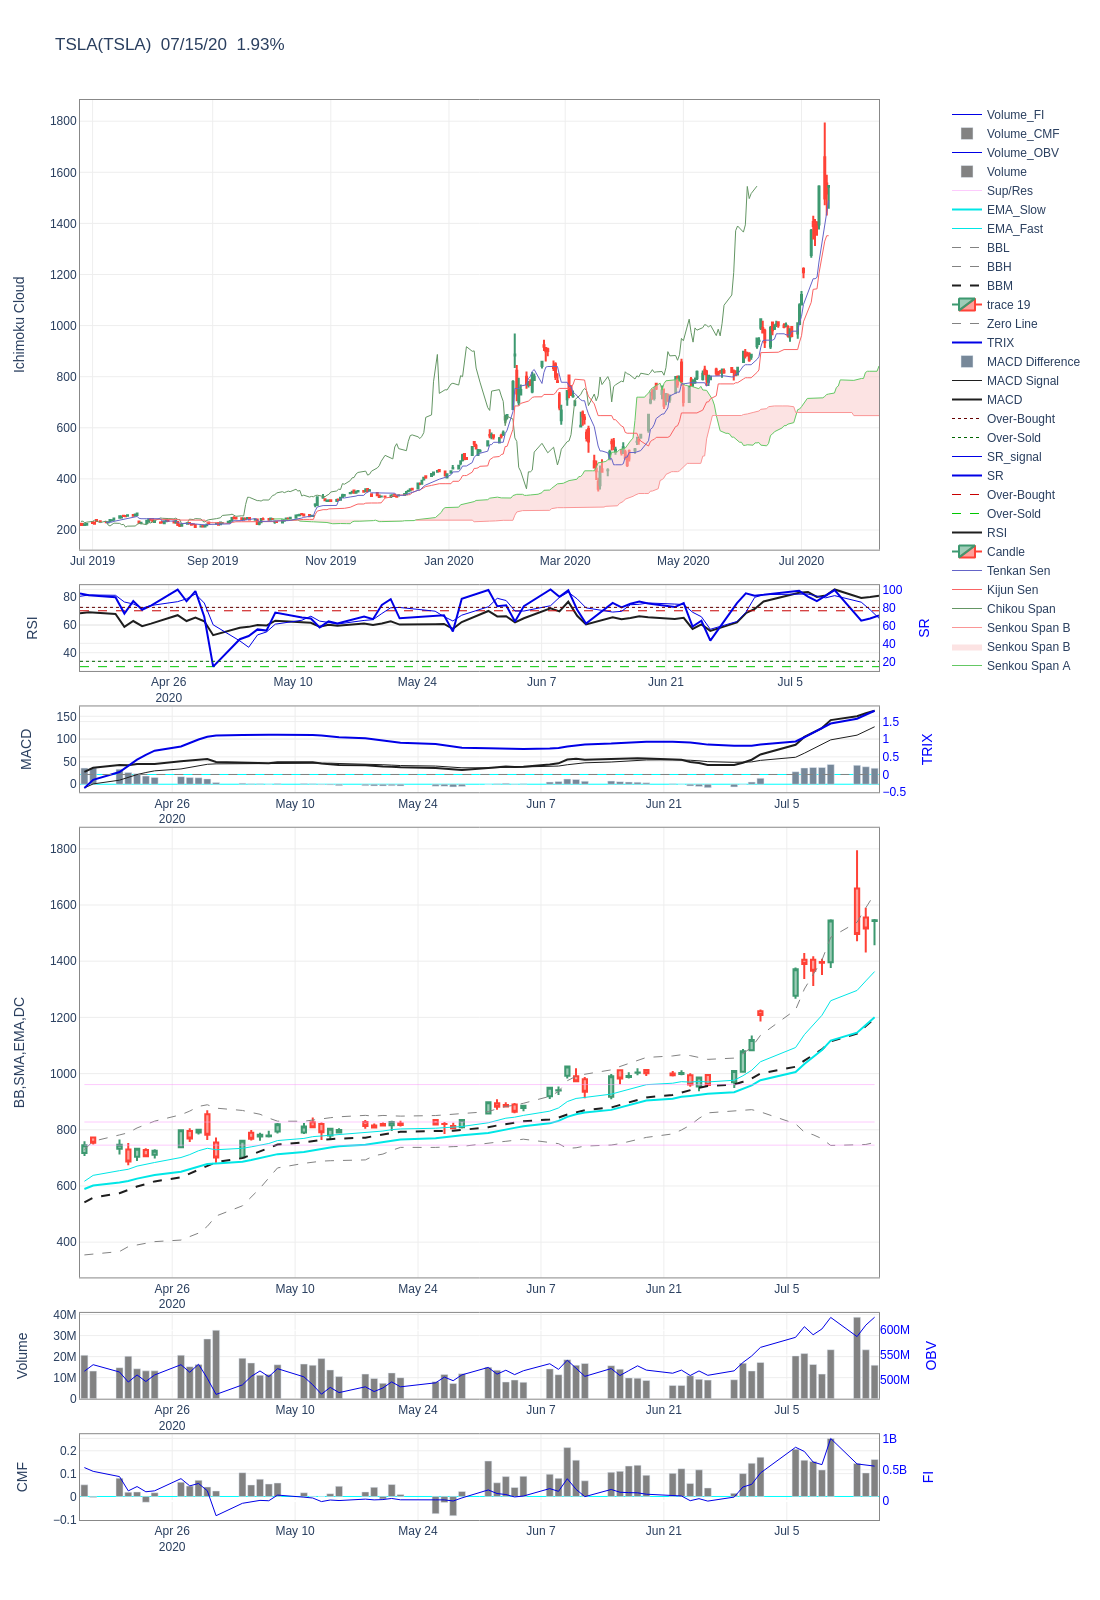 TSLA(TSLA)  07/15/20  1.93%
Ichimoku Cloud
1800
1600
1400
1200
1000
800
600
400
200
Jul 2019
Sep 2019
Nov 2019
Jan 2020
Mar 2020
May 2020
Jul 2020
Volume_FI
Volume_CMF
Volume_OBV
Volume
Sup/Res
EMA_Slow
EMA_Fast
BBL
BBH
BBM
trace 19
Zero Line
TRIX
MACD Difference
MACD Signal
MACD
Over-Bought
Over-Sold
SR_signal
SR
Over-Bought
Over-Sold
RSI
Candle
Tenkan Sen
Kijun Sen
Chikou Span
Senkou Span B
Senkou Span B
Senkou Span A
RSI
80
60
40
100
80
60
40
20
SR
Apr 26
2020
May 10
May 24
Jun 7
Jun 21
Jul 5
MACD
150
100
50
0
1.5
1
0.5
0
−0.5
TRIX
Apr 26
2020
May 10
May 24
Jun 7
Jun 21
Jul 5
BB,SMA,EMA,DC
1800
1600
1400
1200
1000
800
600
400
Apr 26
2020
May 10
May 24
Jun 7
Jun 21
Jul 5
Volume
40M
30M
20M
10M
0
600M
550M
500M
OBV
Apr 26
2020
May 10
May 24
Jun 7
Jun 21
Jul 5
CMF
0.2
0.1
0
−0.1
1B
0.5B
0
FI
Apr 26
2020
May 10
May 24
Jun 7
Jun 21
Jul 5